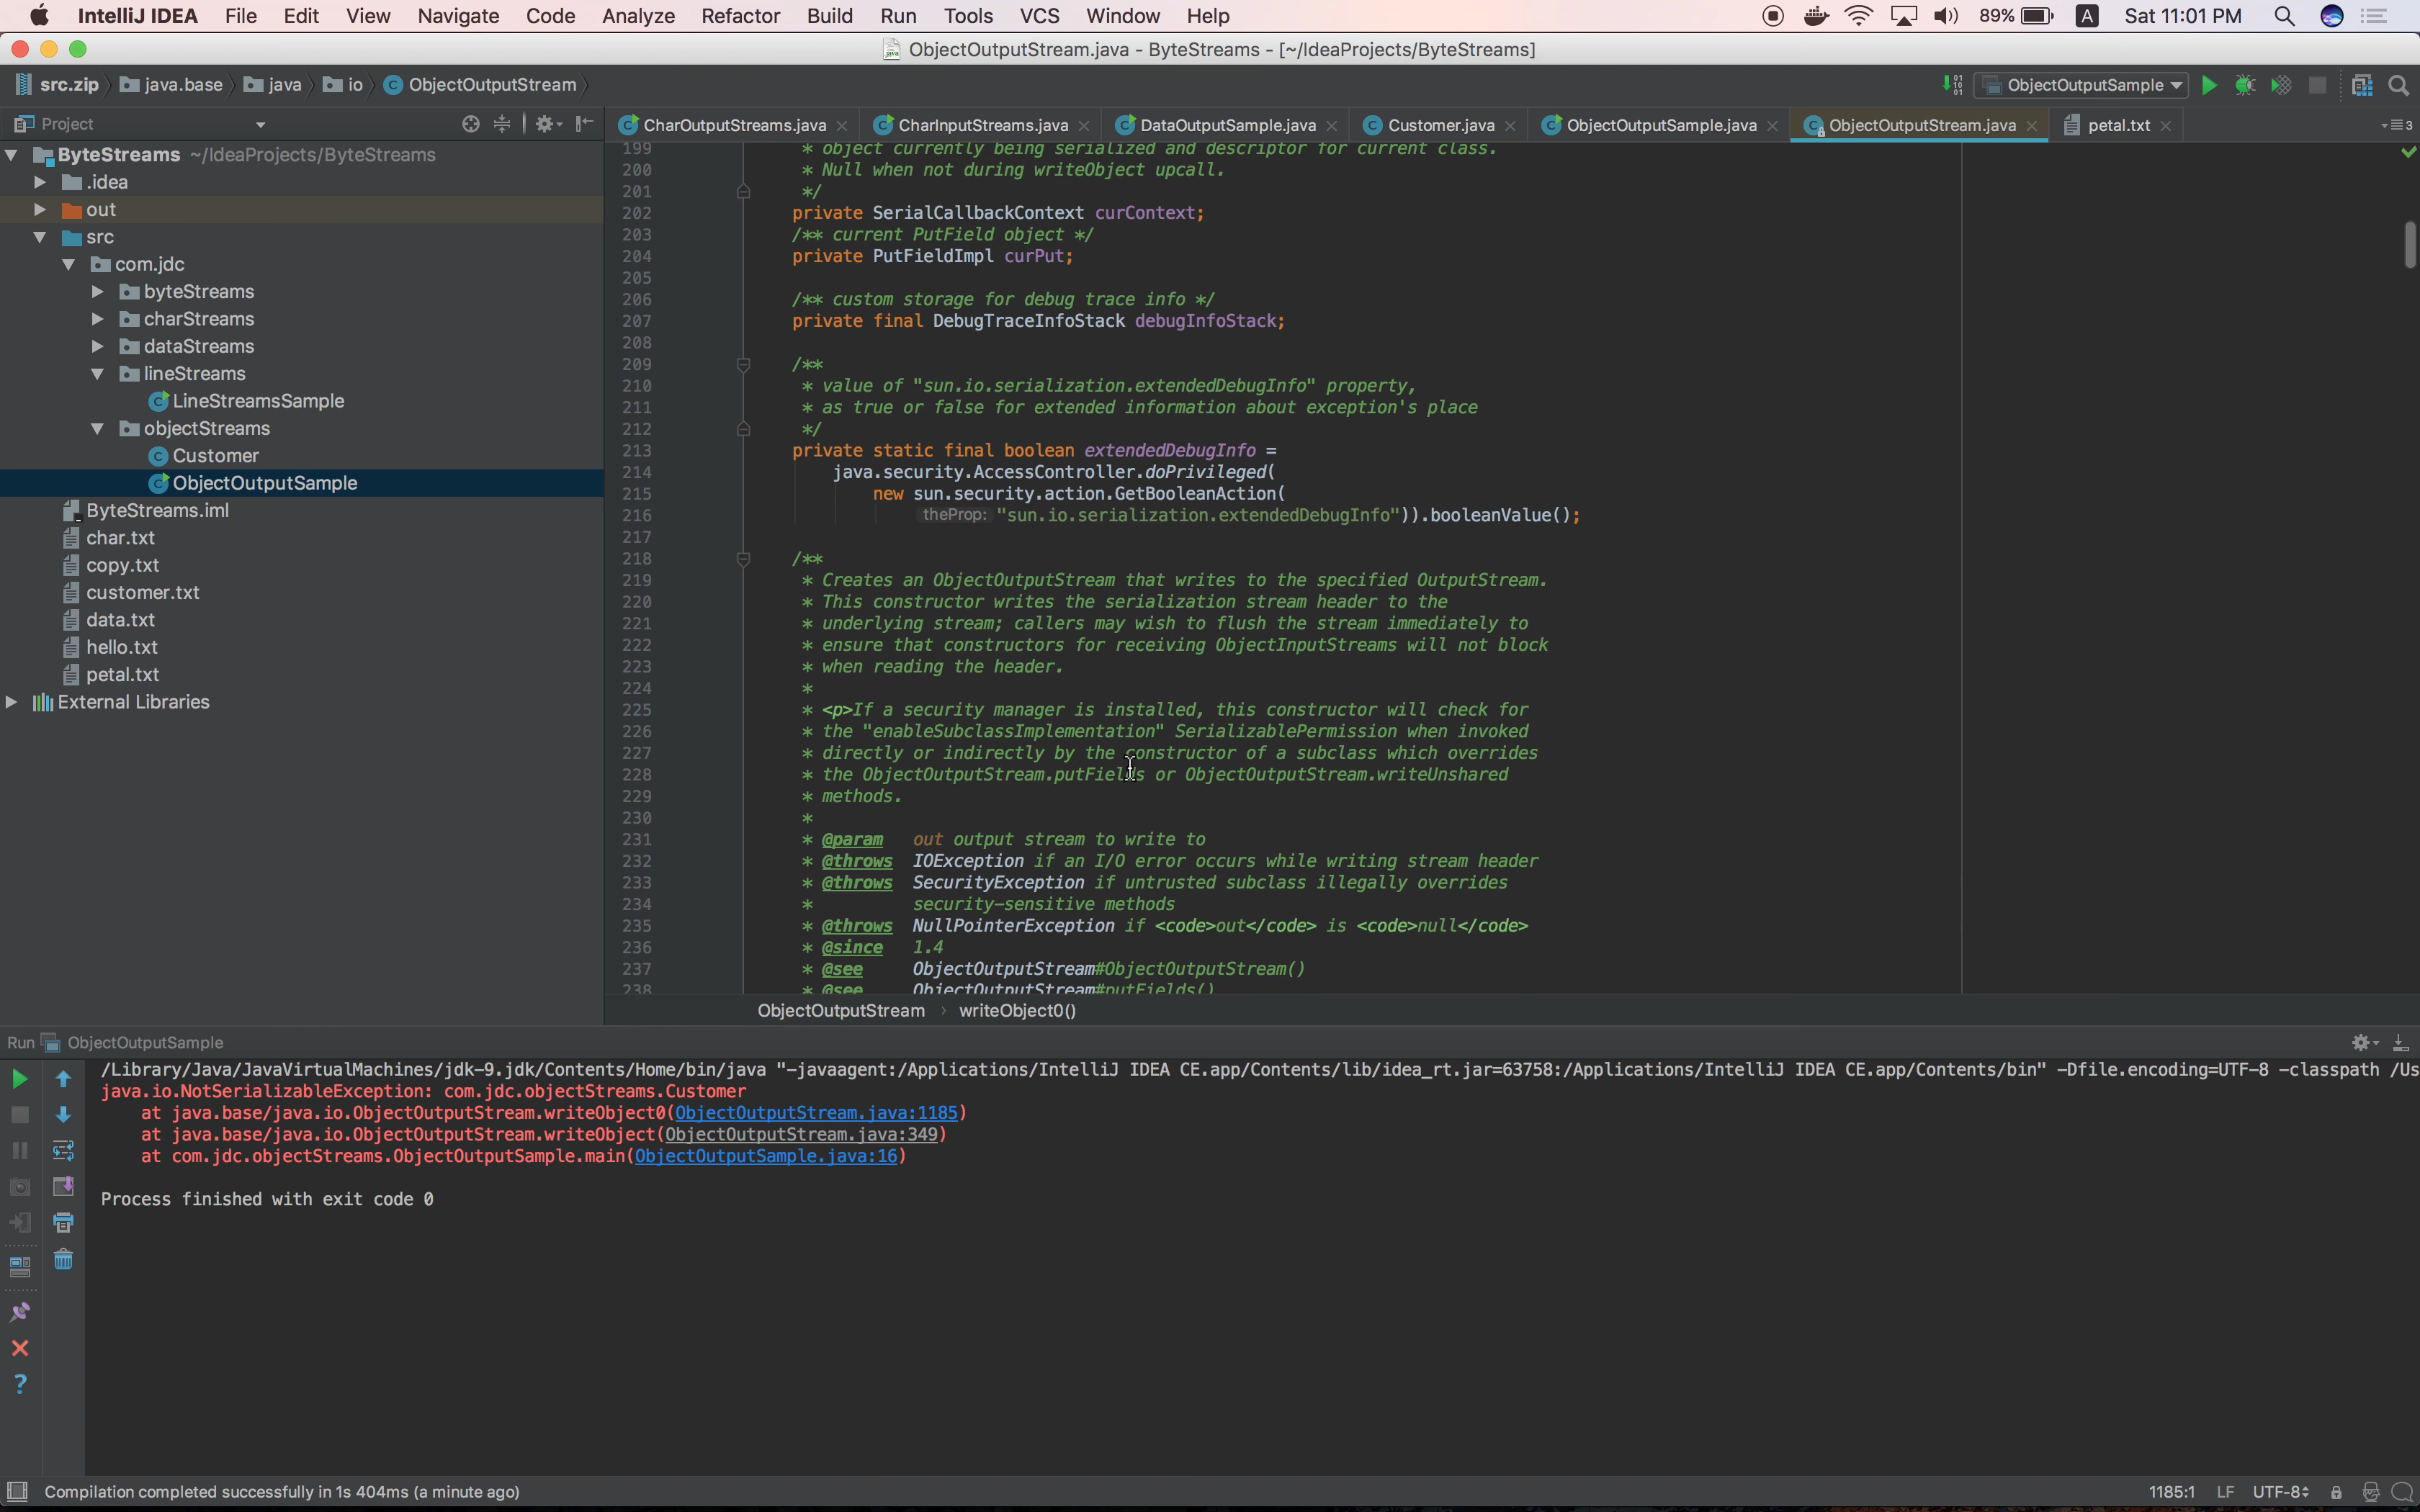 IntelliJ IDEA File Edit View Navigate Code Analyze Refactor Build Run Tools VCS Window Help 89% A Sat 11:01 PM
ObjectOutputStream.java - ByteStreams - [~/IdeaProjects/ByteStreams]
src.zip java.base java io ObjectOutputStream ObjectOutputSample
Project
CharOutputStreams.java CharInputStreams.java DataOutputSample.java Customer.java ObjectOutputSample.java ObjectOutputStream.java petal.txt 3
ByteStreams ~/IdeaProjects/ByteStreams
.idea
out
src
com.jdc
byteStreams
charStreams
dataStreams
lineStreams
LineStreamsSample
objectStreams
Customer
ObjectOutputSample
ByteStreams.iml
char.txt
copy.txt
customer.txt
data.txt
hello.txt
petal.txt
External Libraries
199 * object currently being serialized and descriptor for current class.
200 * Null when not during writeObject upcall.
201 */
202 private SerialCallbackContext curContext;
203 /** current PutField object */
204 private PutFieldImpl curPut;
205
206 /** custom storage for debug trace info */
207 private final DebugTraceInfoStack debugInfoStack;
208
209 /**
210 * value of "sun.io.serialization.extendedDebugInfo" property,
211 * as true or false for extended information about exception's place
212 */
213 private static final boolean extendedDebugInfo =
214 java.security.AccessController.doPrivileged(
215 new sun.security.action.GetBooleanAction(
216 theProp: "sun.io.serialization.extendedDebugInfo")).booleanValue();
217
218 /**
219 * Creates an ObjectOutputStream that writes to the specified OutputStream.
220 * This constructor writes the serialization stream header to the
221 * underlying stream; callers may wish to flush the stream immediately to
222 * ensure that constructors for receiving ObjectInputStreams will not block
223 * when reading the header.
224 *
225 * <p>If a security manager is installed, this constructor will check for
226 * the "enableSubclassImplementation" SerializablePermission when invoked
227 * directly or indirectly by the constructor of a subclass which overrides
228 * the ObjectOutputStream.putFields or ObjectOutputStream.writeUnshared
229 * methods.
230 *
231 * @param out output stream to write to
232 * @throws IOException if an I/O error occurs while writing stream header
233 * @throws SecurityException if untrusted subclass illegally overrides
234 * security-sensitive methods
235 * @throws NullPointerException if <code>out</code> is <code>null</code>
236 * @since 1.4
237 * @see ObjectOutputStream#ObjectOutputStream()
238 * @see ObjectOutputStream#putFields()
ObjectOutputStream writeObject0()
Run ObjectOutputSample
/Library/Java/JavaVirtualMachines/jdk-9.jdk/Contents/Home/bin/java "-javaagent:/Applications/IntelliJ IDEA CE.app/Contents/lib/idea_rt.jar=63758:/Applications/IntelliJ IDEA CE.app/Contents/bin" -Dfile.encoding=UTF-8 -classpath /Us
java.io.NotSerializableException: com.jdc.objectStreams.Customer
at java.base/java.io.ObjectOutputStream.writeObject0(ObjectOutputStream.java:1185)
at java.base/java.io.ObjectOutputStream.writeObject(ObjectOutputStream.java:349)
at com.jdc.objectStreams.ObjectOutputSample.main(ObjectOutputSample.java:16)
Process finished with exit code 0
Compilation completed successfully in 1s 404ms (a minute ago) 1185:1 LF UTF-8